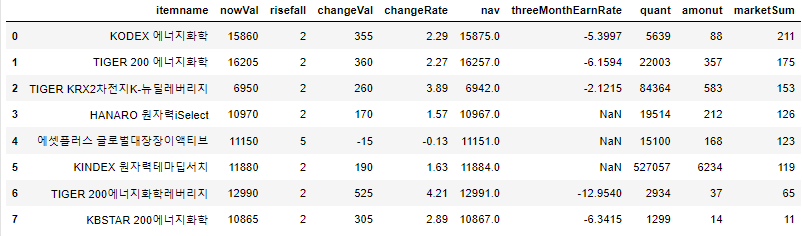 itemname nowVal risefall changeVal changeRate nav threeMonthEarnRate quant amonut marketSum
0 KODEX 에너지화학 15860 2 355 2.29 15875.0 -5.3997 5639 88 211
1 TIGER 200 에너지화학 16205 2 360 2.27 16257.0 -6.1594 22003 357 175
2 TIGER KRX2차전지K-뉴딜레버리지 6950 2 260 3.89 6942.0 -2.1215 84364 583 153
3 HANARO 원자력iSelect 10970 2 170 1.57 10967.0 NaN 19514 212 126
4 에셋플러스 글로벌대장장이액티브 11150 5 -15 -0.13 11151.0 NaN 15100 168 123
5 KINDEX 원자력테마딥서치 11880 2 190 1.63 11884.0 NaN 527057 6234 119
6 TIGER 200에너지화학레버리지 12990 2 525 4.21 12991.0 -12.9540 2934 37 65
7 KBSTAR 200에너지화학 10865 2 305 2.89 10867.0 -6.3415 1299 14 11